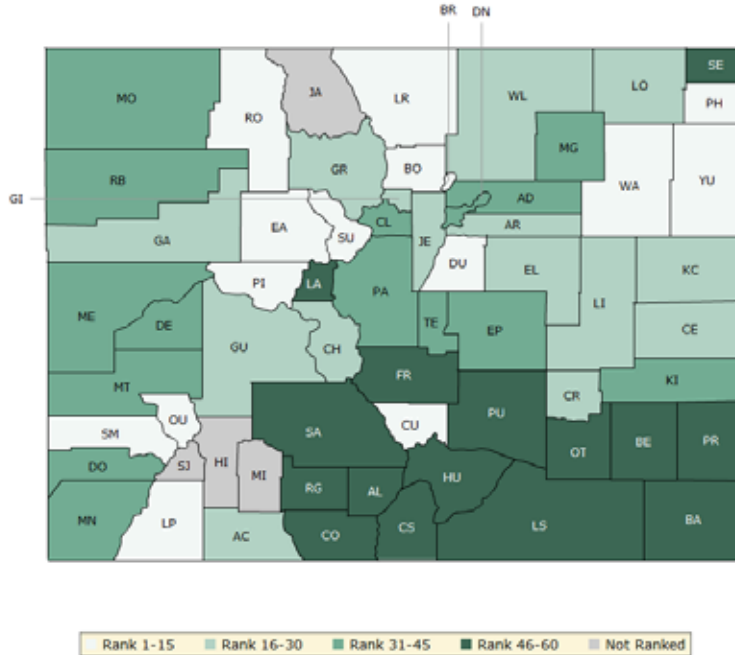 BR DN
SE
MO
JA
LR
WL
LO
PH
RO
MG
GR
BO
RB
WA
YU
GI
AD
CL
AR
EA
SU
JE
GA
DU
EL
KC
PI
LA
PA
LI
ME
DE
TE
EP
CE
GU
CH
MT
FR
CR
KI
OU
CU
PU
SM
SA
OT
BE
PR
DO
SJ
HI
MI
HU
RG
AL
MN
LP
AC
CO
CS
LS
BA
Rank 1-15 Rank 16-30 Rank 31-45 Rank 46-60 Not Ranked